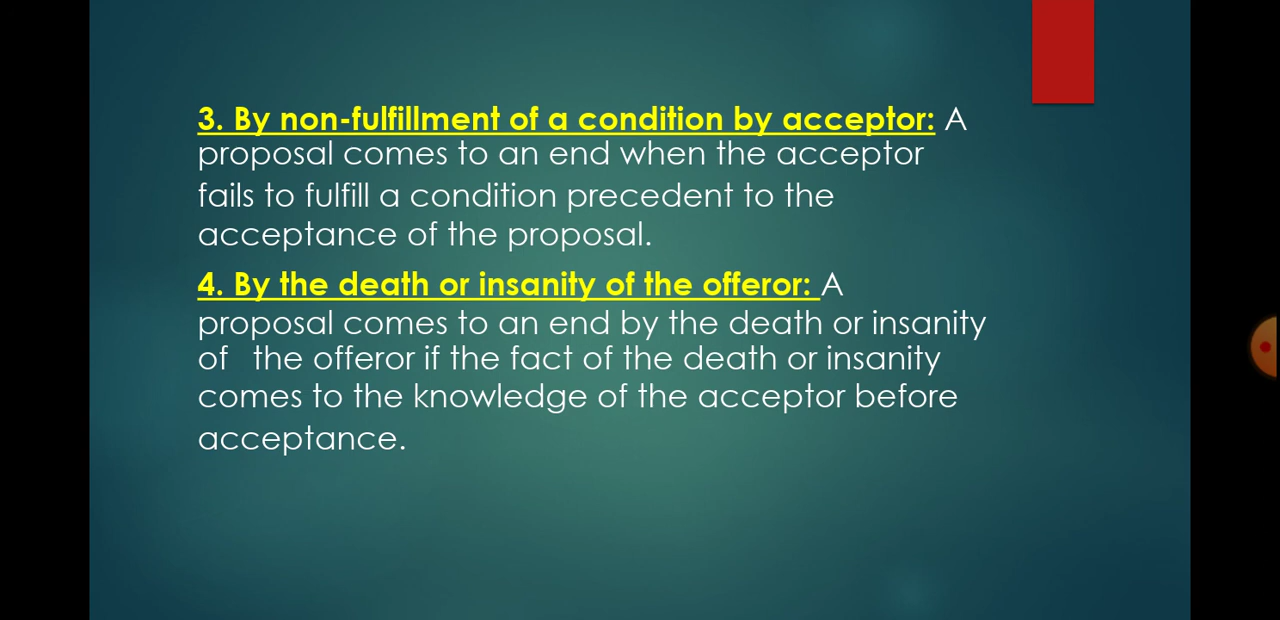 3. By non-fulfillment of a condition by acceptor: A
proposal comes to an end when the acceptor
fails to fulfill a condition precedent to the
acceptance of the proposal.
4. By the death or insanity of the offeror: A
proposal comes to an end by the death or insanity
of the offeror if the fact of the death or insanity
comes to the knowledge of the acceptor before
acceptance.